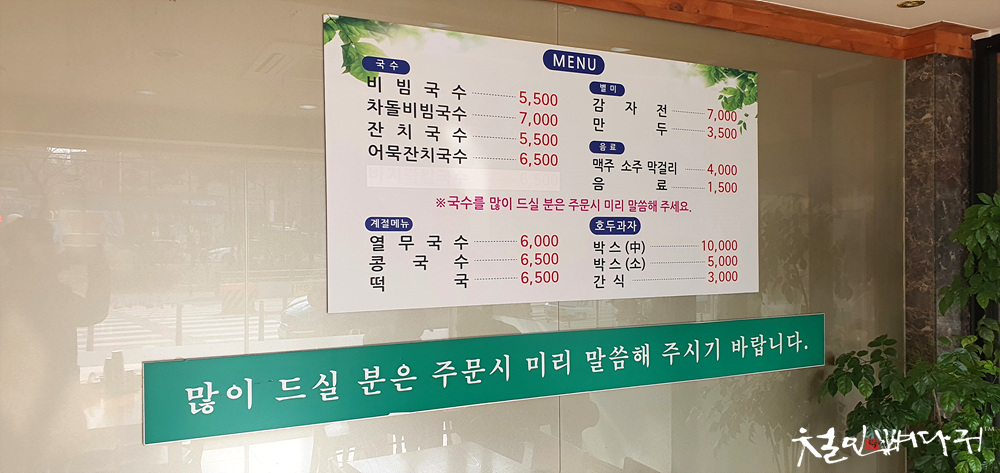 MENU
국수
비빔국수 5,500
차돌비빔국수 7,000
잔치국수 5,500
어묵잔치국수 6,500
별미
감자전 7,000
만두 3,500
음료
맥주 소주 막걸리 4,000
음료 1,500
※국수를 많이 드실 분은 주문시 미리 말씀해 주세요.
계절메뉴
열무국수 6,000
콩국수 6,500
떡국 6,500
호두과자
박스(中) 10,000
박스(소) 5,000
간식 3,000
많이 드실 분은 주문시 미리 말씀해 주시기 바랍니다.